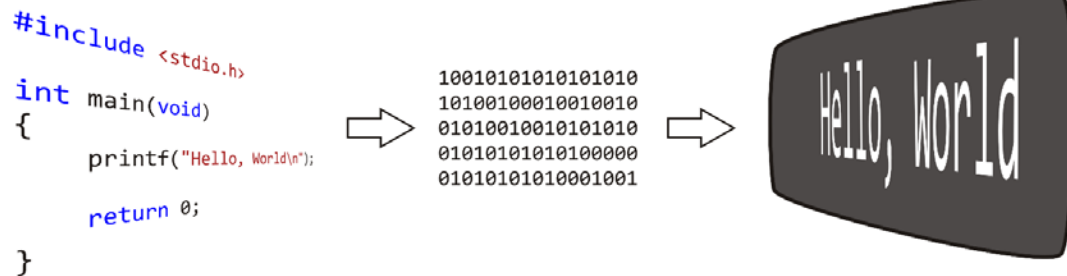 #include <stdio.h>
int main(void)
{
printf("Hello, World\n");
return 0;
}
10010101010101010
10100100010010010
01010010010101010
01010101010100000
01010101010001001
Hello, World